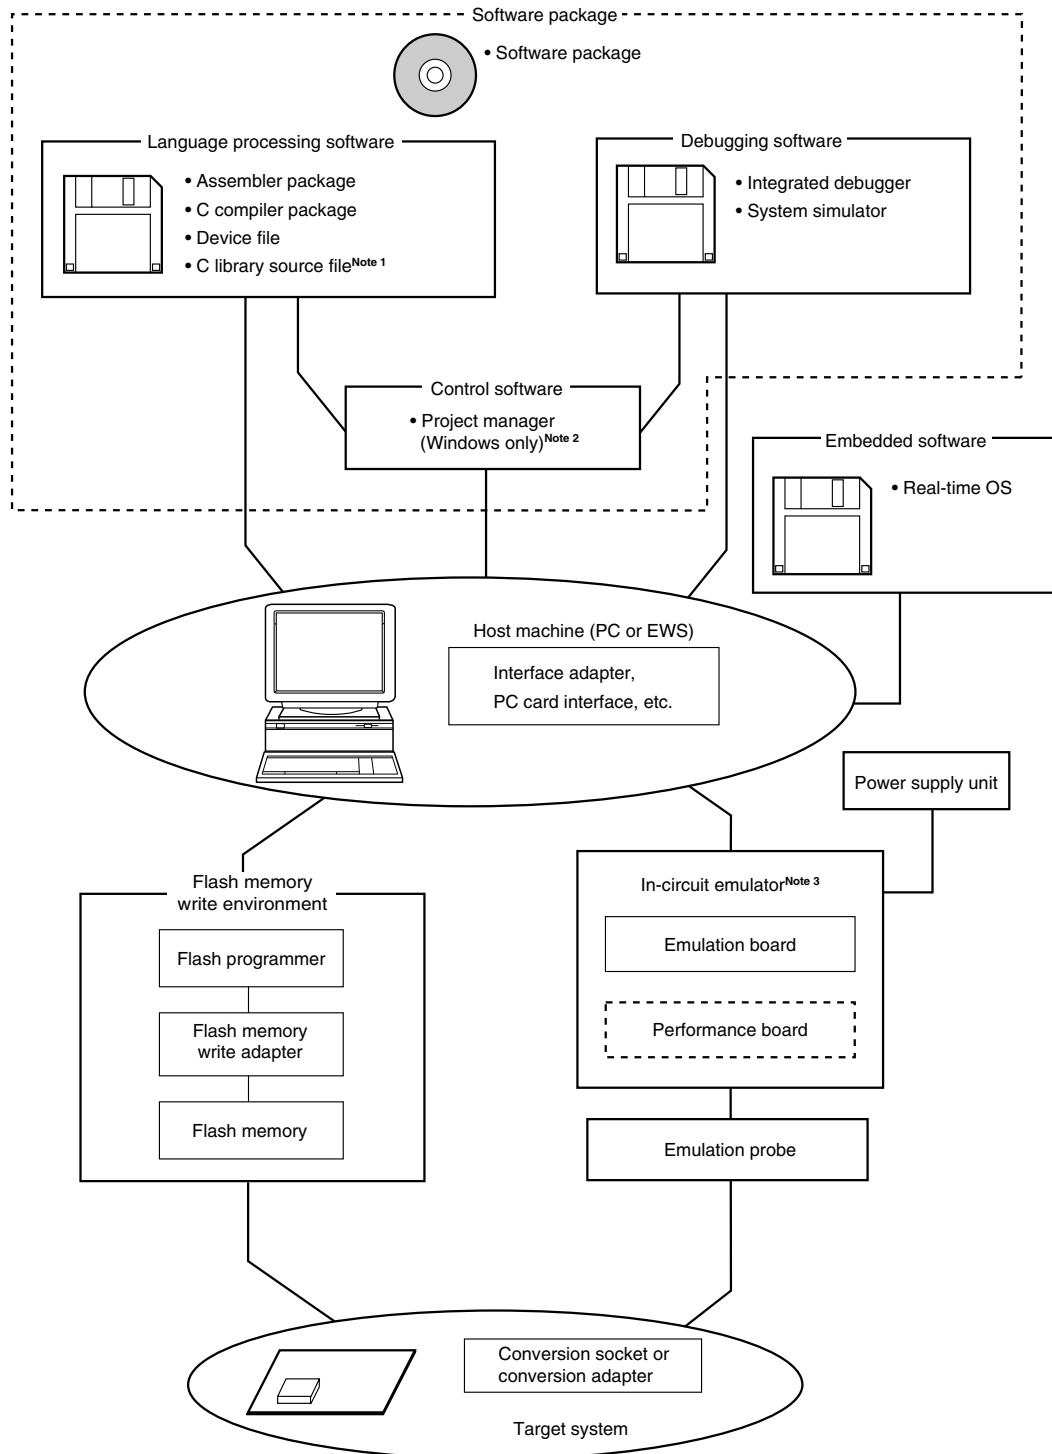 Software package
• Software package
Language processing software
• Assembler package
• C compiler package
• Device file
• C library source fileNote 1
Debugging software
• Integrated debugger
• System simulator
Control software
• Project manager
(Windows only)Note 2
Embedded software
• Real-time OS
Host machine (PC or EWS)
Interface adapter,
PC card interface, etc.
Power supply unit
Flash memory
write environment
Flash programmer
Flash memory
write adapter
Flash memory
In-circuit emulatorNote 3
Emulation board
Performance board
Emulation probe
Conversion socket or
conversion adapter
Target system